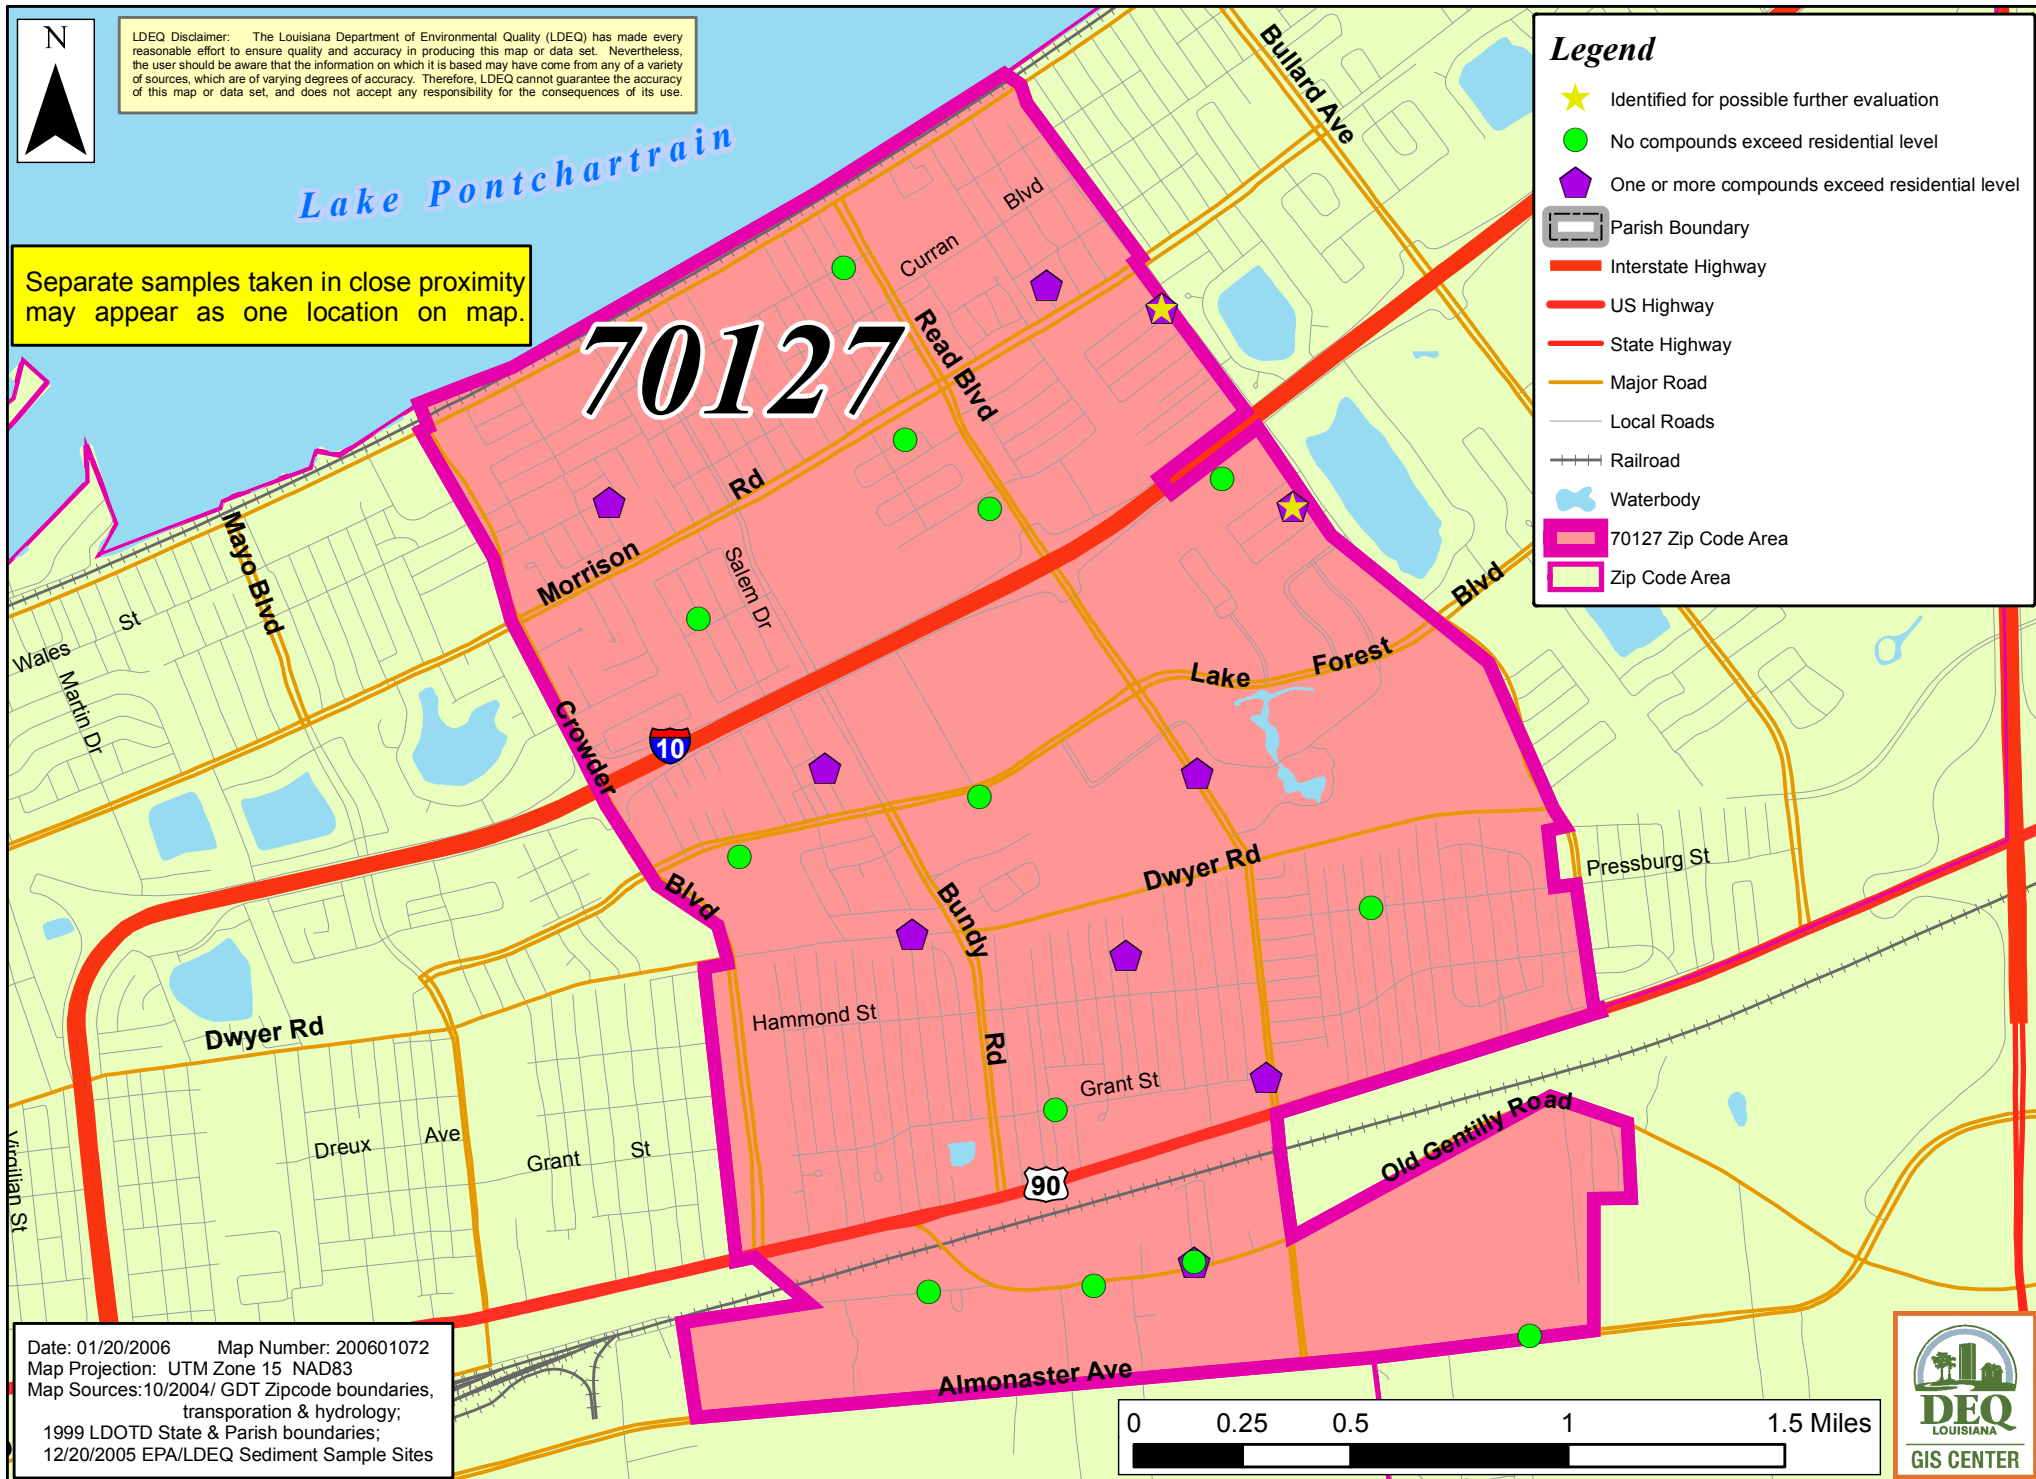 N
LDEQ Disclaimer: The Louisiana Department of Environmental Quality (LDEQ) has made every
reasonable effort to ensure quality and accuracy in producing this map or data set. Nevertheless,
the user should be aware that the information on which it is based may have come from any of a variety
of sources, which are of varying degrees of accuracy. Therefore, LDEQ cannot guarantee the accuracy
of this map or data set, and does not accept any responsibility for the consequences of its use.
Lake Pontchartrain
Separate samples taken in close proximity
may appear as one location on map.
70127
Legend
Identified for possible further evaluation
No compounds exceed residential level
One or more compounds exceed residential level
Parish Boundary
Interstate Highway
US Highway
State Highway
Major Road
Local Roads
Railroad
Waterbody
70127 Zip Code Area
Zip Code Area
Bullard Ave
Curran Blvd
Read Blvd
Morrison Rd
Salem Dr
Mayo Blvd
Wales St
Martin Dr
Crowder Blvd
10
Lake Forest Blvd
Dwyer Rd
Pressburg St
Bundy Rd
Hammond St
Dwyer Rd
Grant St
Dreux Ave
Grant St
Virgilian St
90
Old Gentilly Road
Almonaster Ave
Date: 01/20/2006 Map Number: 200601072
Map Projection: UTM Zone 15 NAD83
Map Sources:10/2004/ GDT Zipcode boundaries,
transporation & hydrology;
1999 LDOTD State & Parish boundaries;
12/20/2005 EPA/LDEQ Sediment Sample Sites
0 0.25 0.5 1 1.5 Miles
DEQ
LOUISIANA
GIS CENTER